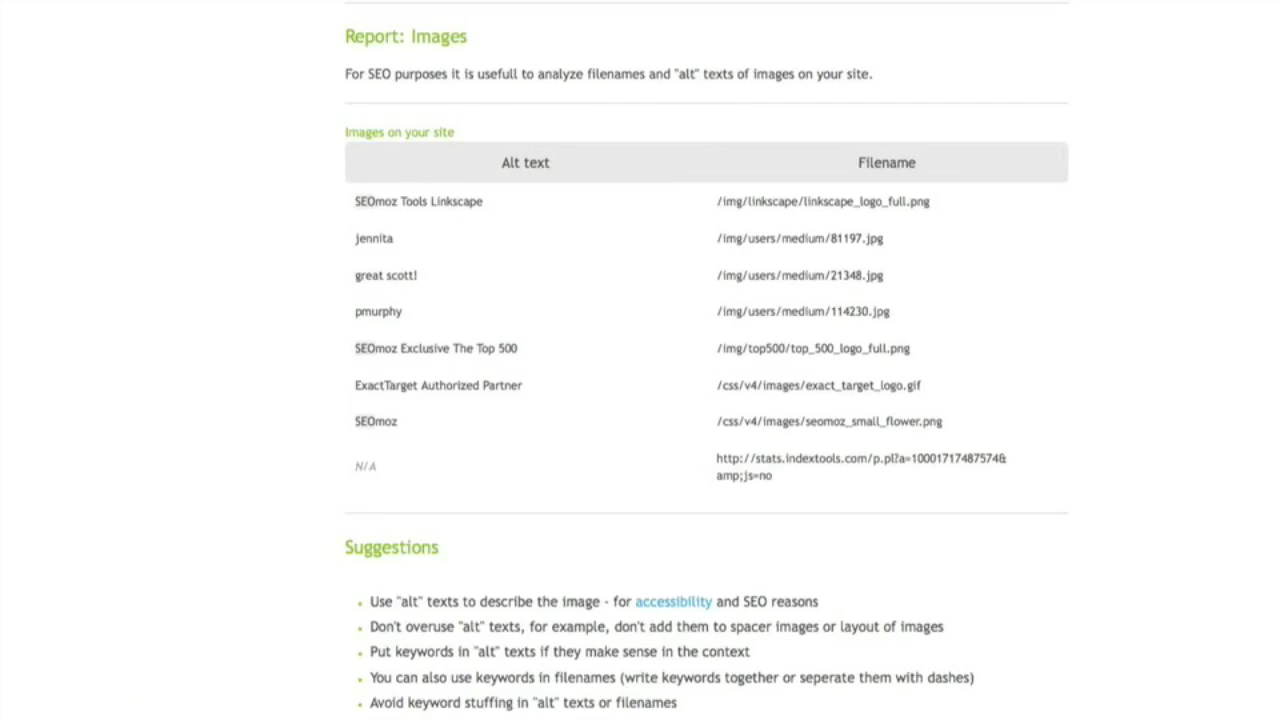 Report: Images
For SEO purposes it is usefull to analyze filenames and "alt" texts of images on your site.
Images on your site
Alt text Filename
SEOmoz Tools Linkscape /img/linkscape/linkscape_logo_full.png
jennita /img/users/medium/81197.jpg
great scott! /img/users/medium/21348.jpg
pmurphy /img/users/medium/114230.jpg
SEOmoz Exclusive The Top 500 /img/top500/top_500_logo_full.png
ExactTarget Authorized Partner /css/v4/images/exact_target_logo.gif
SEOmoz /css/v4/images/seomoz_small_flower.png
N/A http://stats.indextools.com/p.pl?a=10001717487574&
amp;js=no
Suggestions
• Use "alt" texts to describe the image - for accessibility and SEO reasons
• Don't overuse "alt" texts, for example, don't add them to spacer images or layout of images
• Put keywords in "alt" texts if they make sense in the context
• You can also use keywords in filenames (write keywords together or seperate them with dashes)
• Avoid keyword stuffing in "alt" texts or filenames